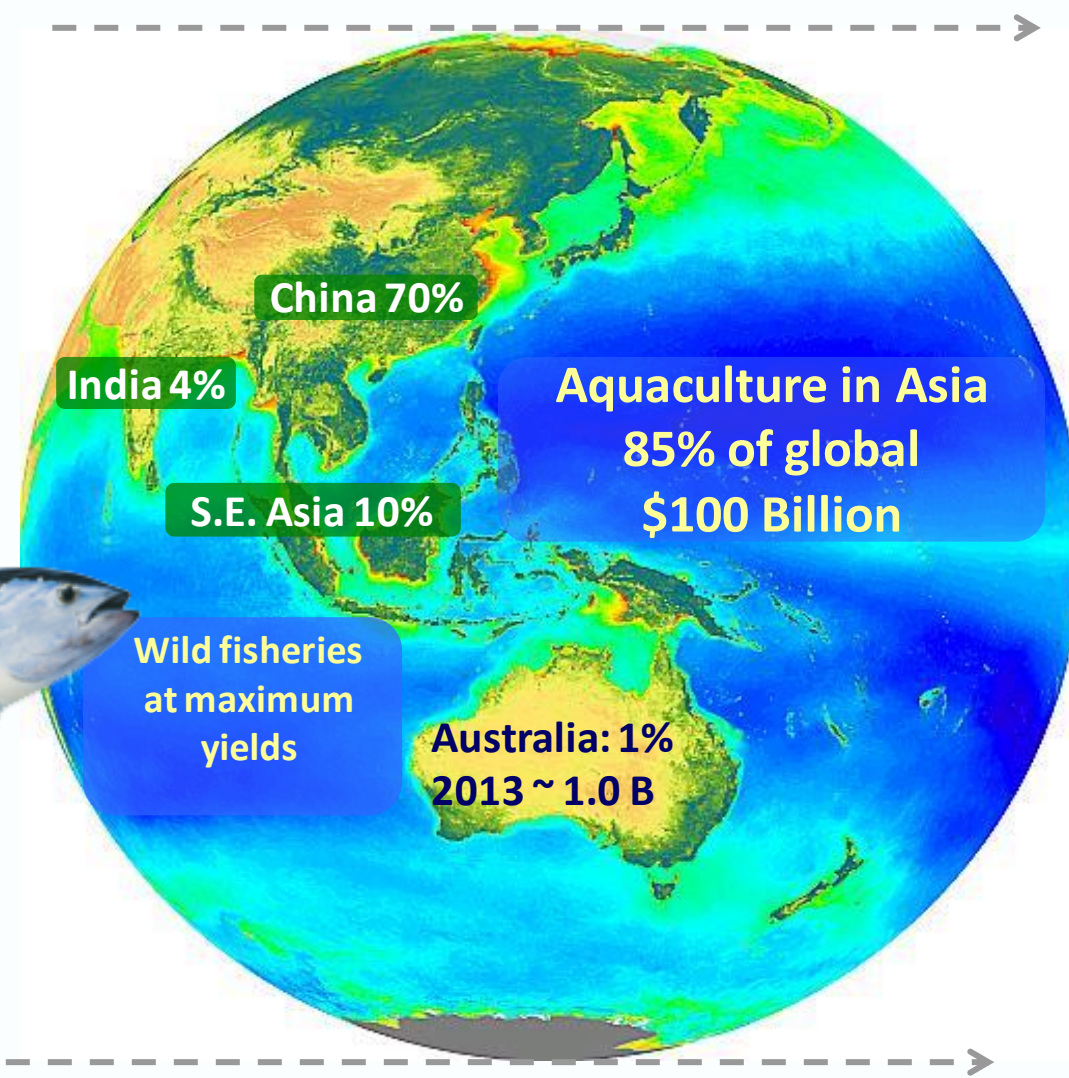 China 70%
India 4%
Aquaculture in Asia
85% of global
$100 Billion
S.E. Asia 10%
Wild fisheries
at maximum
yields
Australia: 1%
2013 ~ 1.0 B